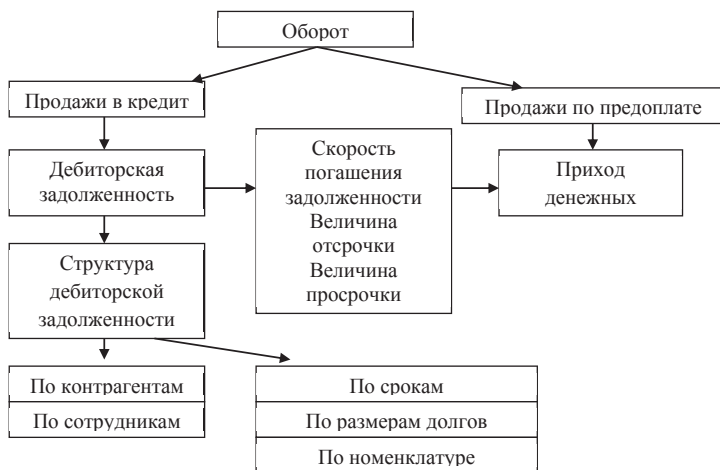 Оборот
Продажи в кредит
Продажи по предоплате
Дебиторская
задолженность
Скорость
погашения
задолженности
Величина
отсрочки
Величина
просрочки
Приход
денежных
Структура
дебиторской
задолженности
По контрагентам
По сотрудникам
По срокам
По размерам долгов
По номенклатуре